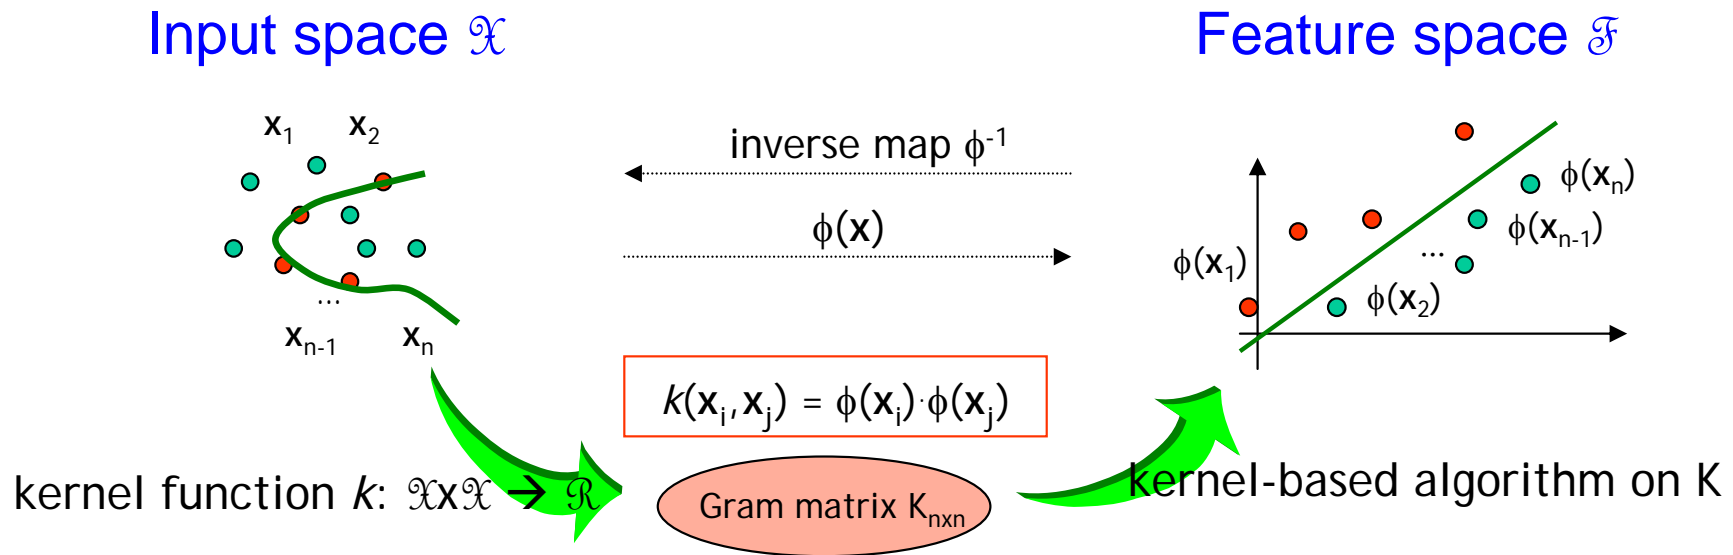 Input space 𝒳
Feature space ℱ
x₁ x₂
inverse map ϕ⁻¹
ϕ(x)
...
xₙ₋₁ xₙ
ϕ(xₙ)
ϕ(xₙ₋₁)
...
ϕ(x₁)
ϕ(x₂)
k(xᵢ,xⱼ) = ϕ(xᵢ)·ϕ(xⱼ)
kernel function k: 𝒳x𝒳 → ℛ
Gram matrix Kₙₓₙ
kernel-based algorithm on K